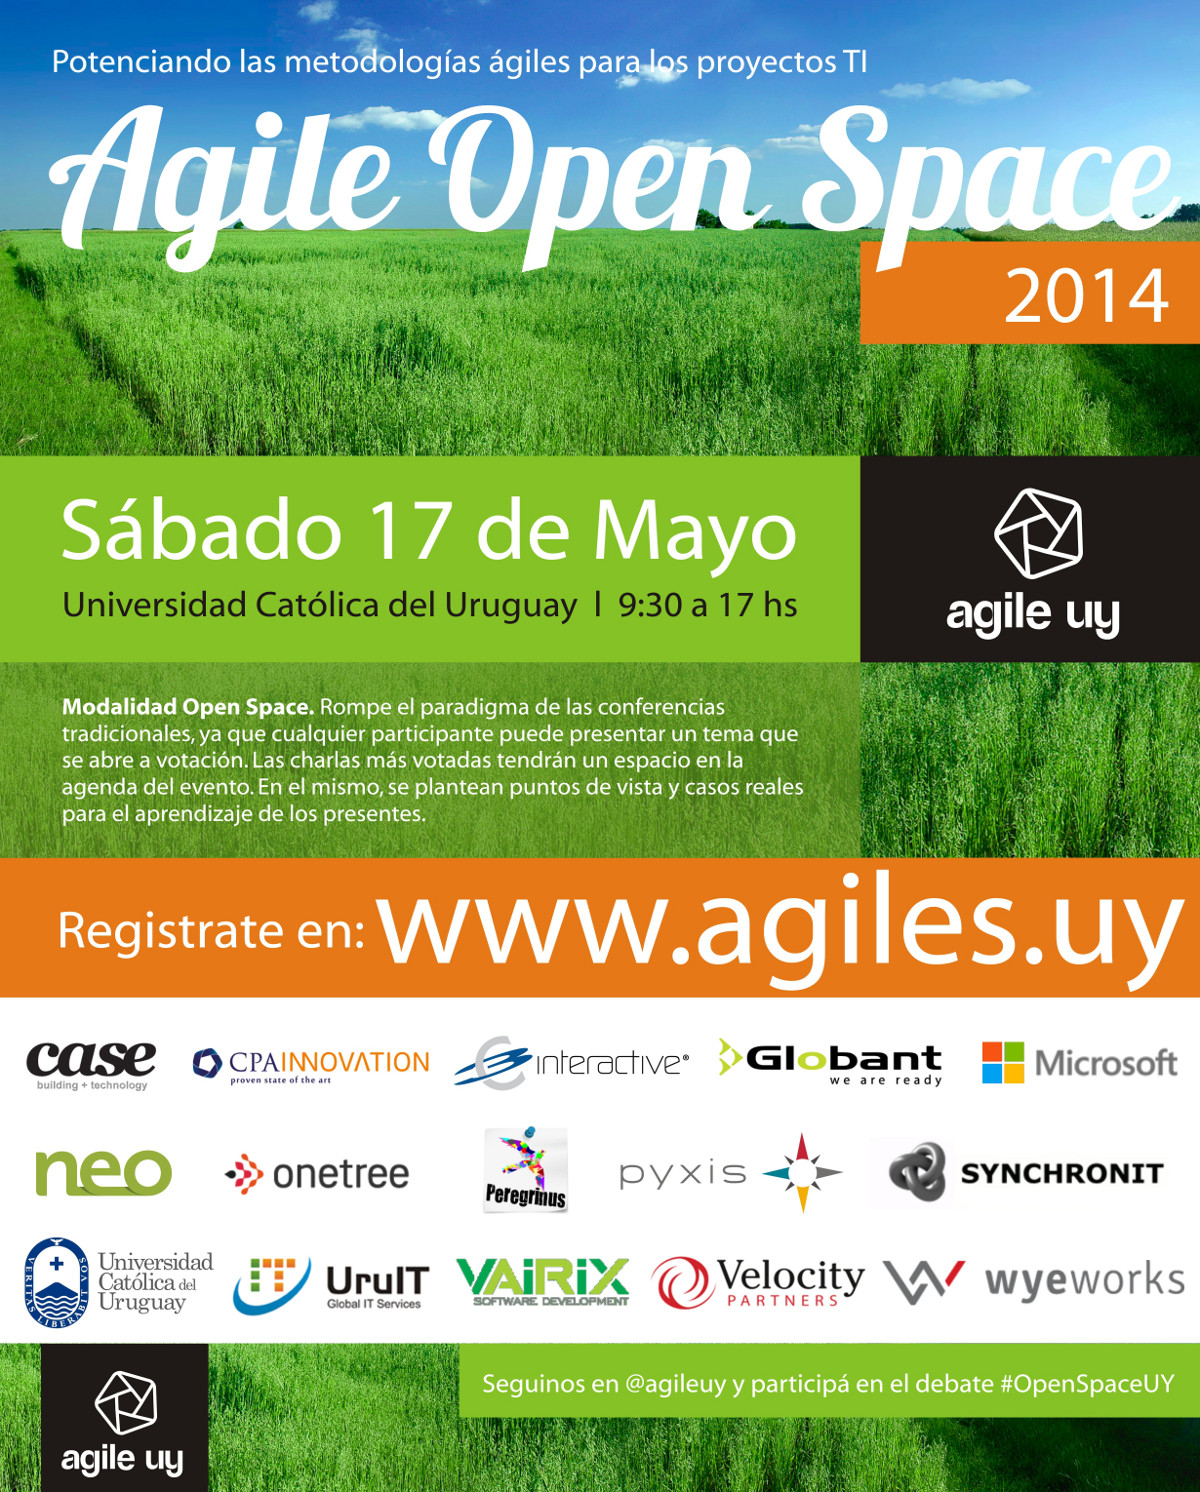 Potenciando las metodologías ágiles para los proyectos TI
Agile Open Space
2014
Sábado 17 de Mayo
Universidad Católica del Uruguay | 9:30 a 17 hs
agile uy
Modalidad Open Space. Rompe el paradigma de las conferencias
tradicionales, ya que cualquier participante puede presentar un tema que
se abre a votación. Las charlas más votadas tendrán un espacio en la
agenda del evento. En el mismo, se plantean puntos de vista y casos reales
para el aprendizaje de los presentes.
Registrate en: www.agiles.uy
case
building + technology
CPAINNOVATION
proven state of the art
interactive®
Globant
we are ready
Microsoft
neo
onetree
Peregrinus
pyxis
SYNCHRONIT
VERITAS LIBERABIT VOS
Universidad
Católica del
Uruguay
UruIT
Global IT Services
VAiRiX
SOFTWARE DEVELOPMENT
Velocity
PARTNERS
wyeworks
Seguinos en @agileuy y participá en el debate #OpenSpaceUY
agile uy